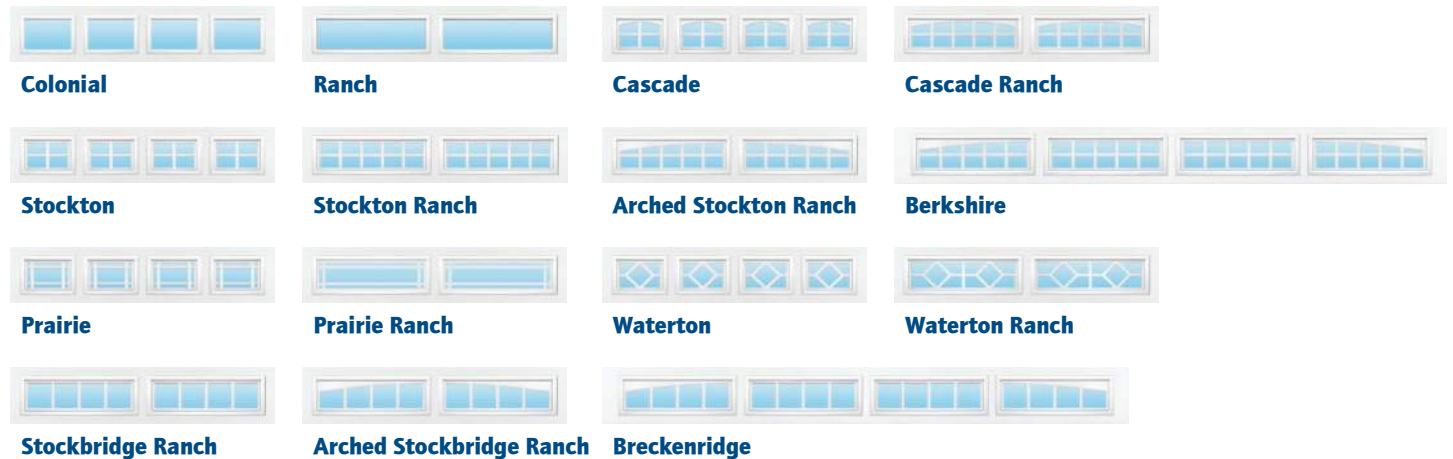 Colonial
Ranch
Cascade
Cascade Ranch
Stockton
Stockton Ranch
Arched Stockton Ranch
Berkshire
Prairie
Prairie Ranch
Waterton
Waterton Ranch
Stockbridge Ranch
Arched Stockbridge Ranch
Breckenridge